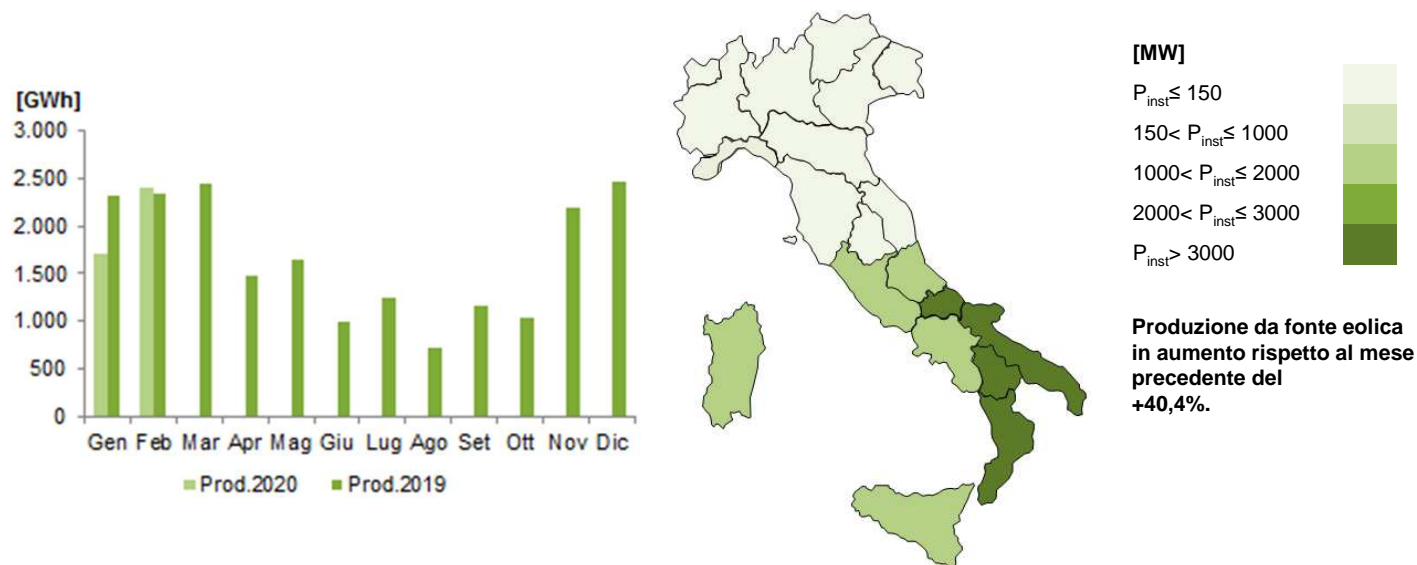 [GWh]
3.000
2.500
2.000
1.500
1.000
500
0
Gen Feb Mar Apr Mag Giu Lug Ago Set Ott Nov Dic
Prod.2020 Prod.2019
[MW]
Pinst≤ 150
150< Pinst≤ 1000
1000< Pinst≤ 2000
2000< Pinst≤ 3000
Pinst> 3000
Produzione da fonte eolica
in aumento rispetto al mese
precedente del
+40,4%.